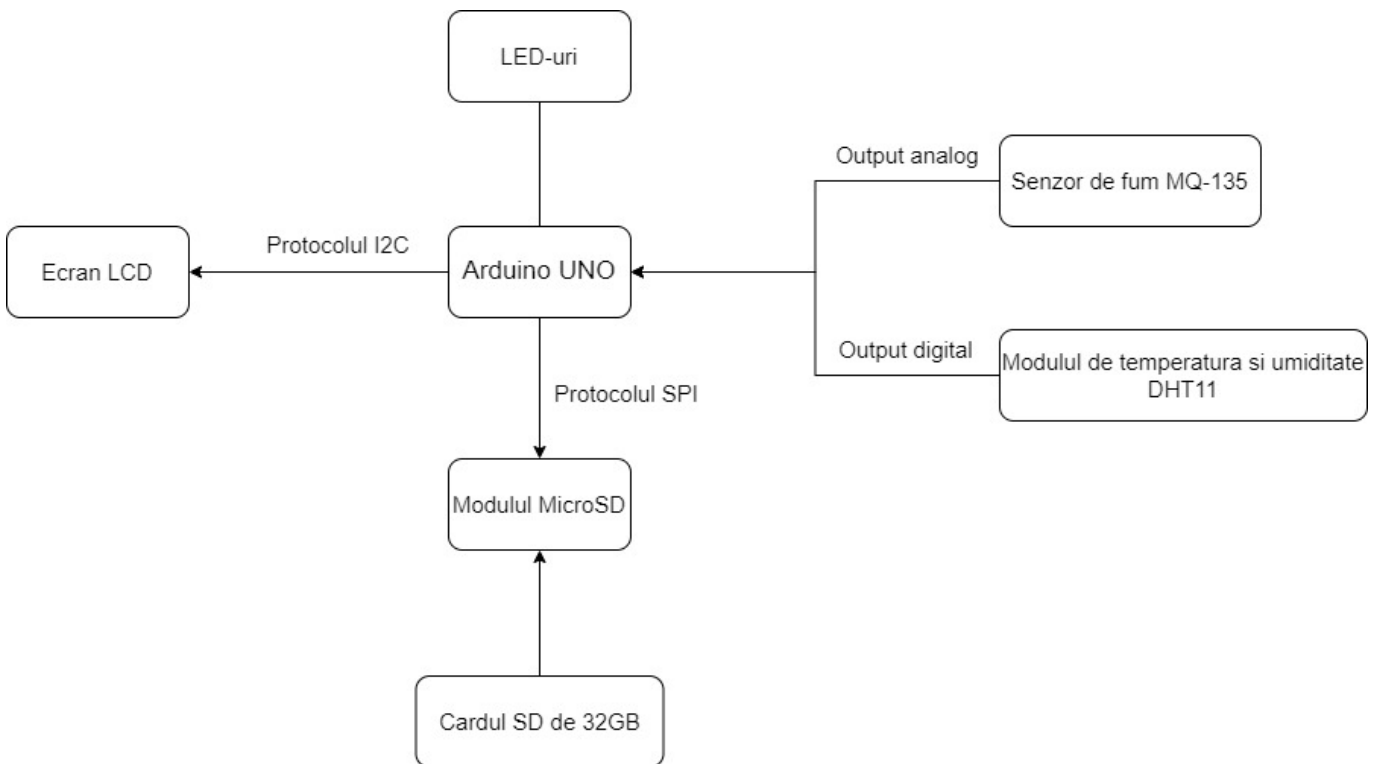 LED-uri
Output analog
Senzor de fum MQ-135
Protocolul I2C
Ecran LCD
Arduino UNO
Output digital
Modulul de temperatura si umiditate
DHT11
Protocolul SPI
Modulul MicroSD
Cardul SD de 32GB